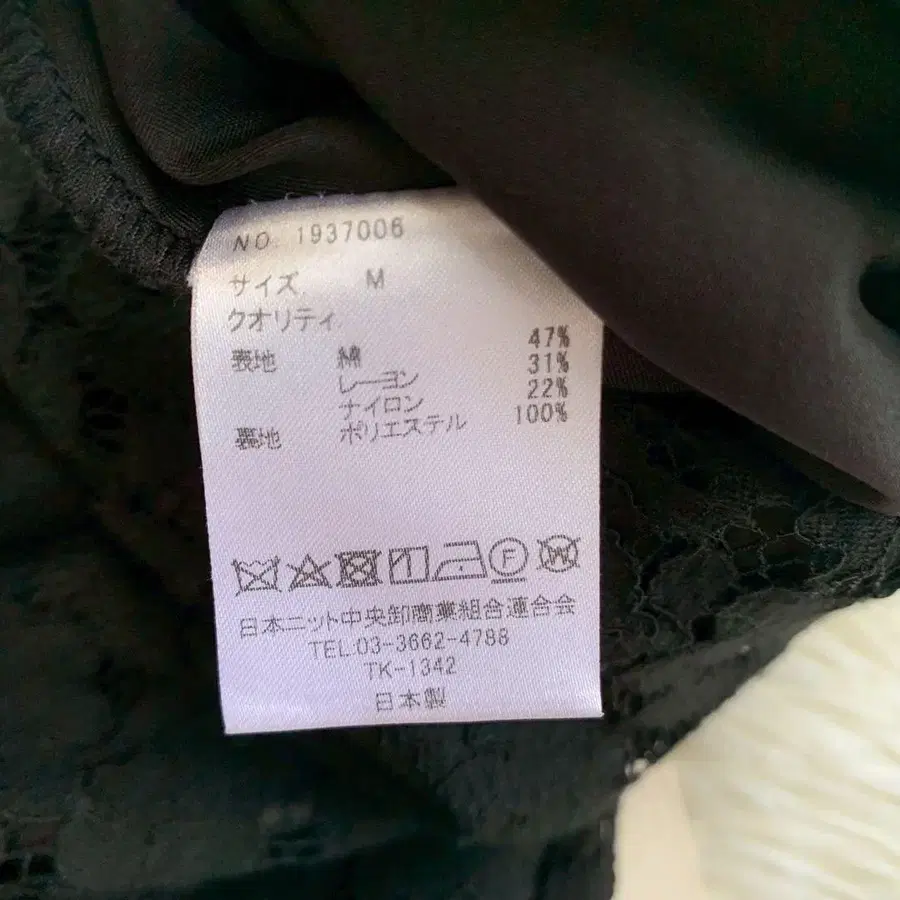 NO. 1937006
サイズ M
クオリティ
表地 綿 47%
レーヨン 31%
ナイロン 22%
裏地 ポリエステル 100%
F W
日本ニット中央卸商業組合連合会
TEL.03-3662-4788
TK-1342
日本製